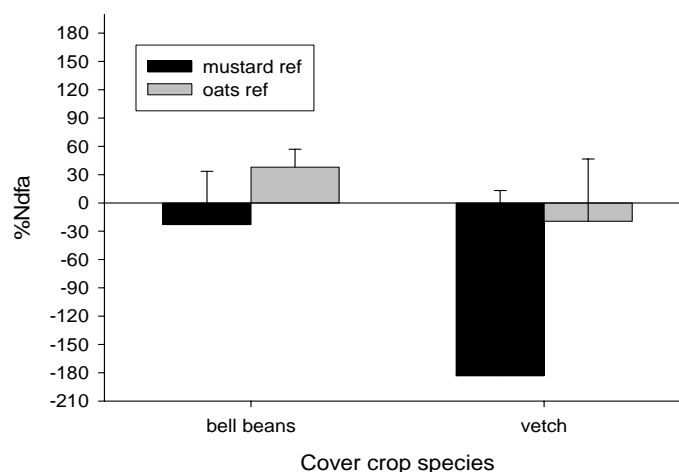 180
150
120
90
60
30
0
-30
-60
-90
-120
-150
-180
-210
%Ndfa
mustard ref
oats ref
bell beans
vetch
Cover crop species